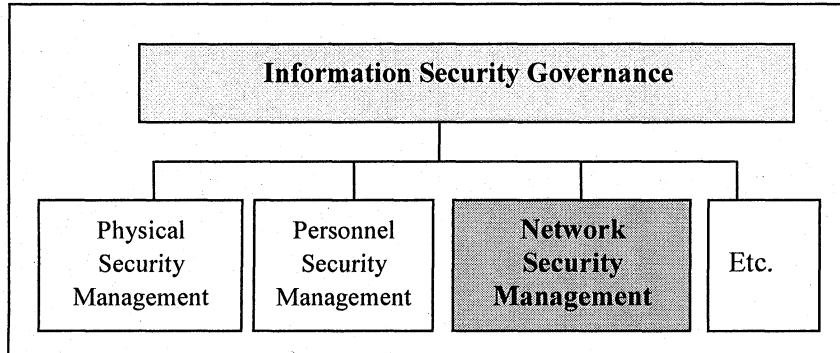 Information Security Governance
Physical
Security
Management
Personnel
Security
Management
Network
Security
Management
Etc.